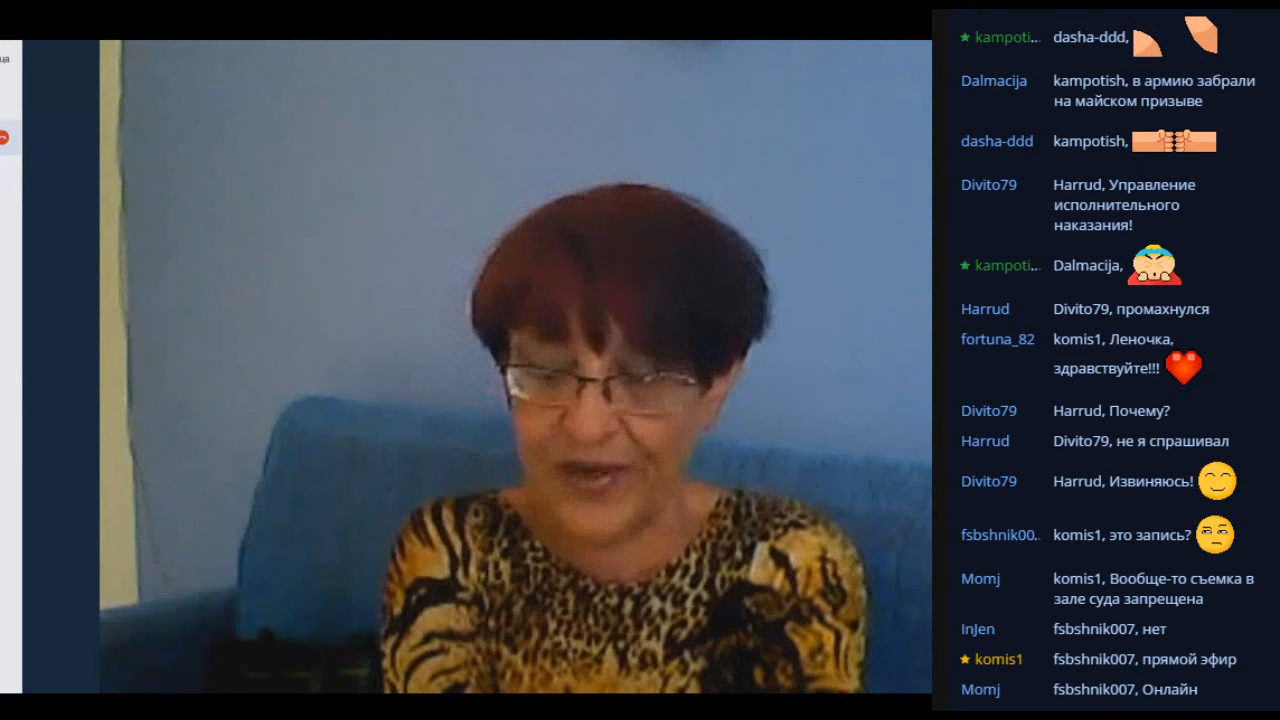 ца
kampoti... dasha-ddd,
Dalmacija kampotish, в армию забрали
на майском призыве
dasha-ddd kampotish,
Divito79 Harrud, Управление
исполнительного
наказания!
kampoti... Dalmacija,
Harrud Divito79, промахнулся
fortuna_82 komis1, Леночка,
здравствуйте!!!
Divito79 Harrud, Почему?
Harrud Divito79, не я спрашивал
Divito79 Harrud, Извиняюсь!
fsbshnik00.. komis1, это запись?
Momj komis1, Вообще-то съемка в
зале суда запрещена
InJen fsbshnik007, нет
komis1 fsbshnik007, прямой эфир
Momj fsbshnik007, Онлайн